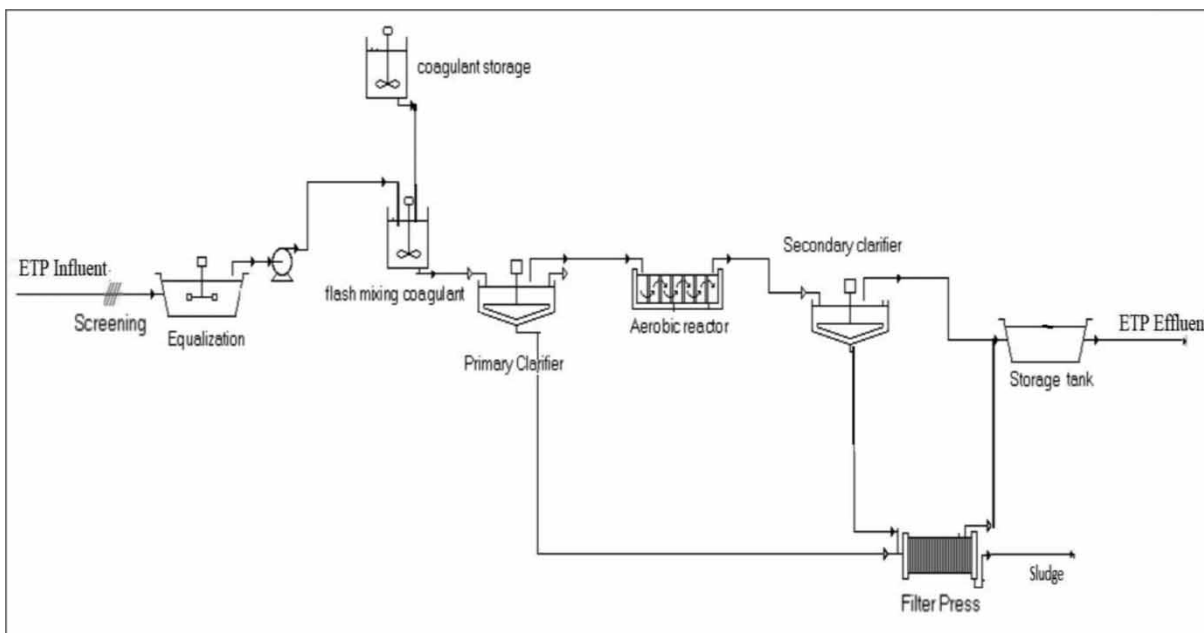 coagulant storage
ETP Influent
Screening
Equalization
flash mixing coagulant
Primary Clarifier
Aerobic reactor
Secondary clarifier
ETP Effluen
Storage tank
Sludge
Filter Press